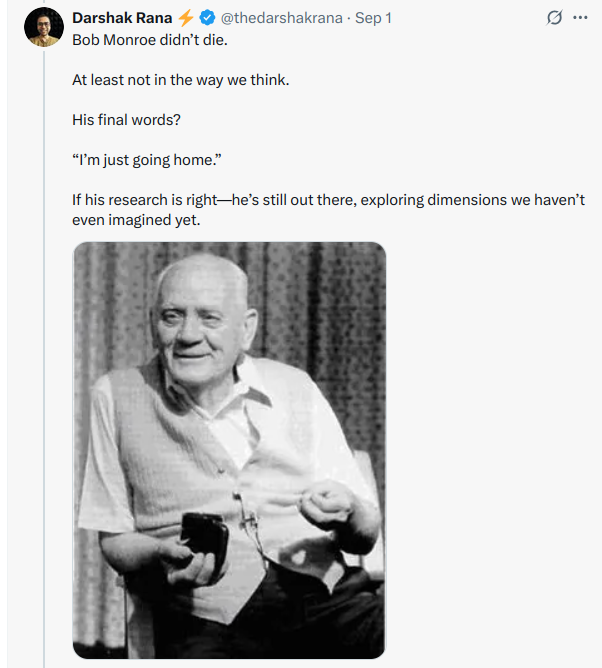 Darshak Rana ⚡ @thedarshakrana · Sep 1
Bob Monroe didn’t die.
At least not in the way we think.
His final words?
“I’m just going home.”
If his research is right—he’s still out there, exploring dimensions we haven’t
even imagined yet.